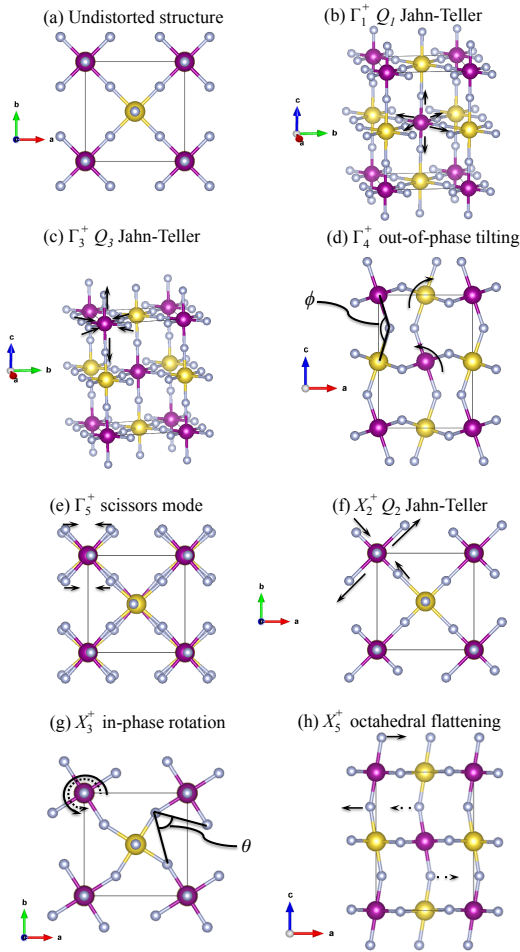 (a) Undistorted structure
b
a
(b) Γ₁⁺ Q₁ Jahn-Teller
c
b
a
(c) Γ₃⁺ Q₃ Jahn-Teller
c
b
a
(d) Γ₄⁺ out-of-phase tilting
ϕ
c
a
(e) Γ₅⁺ scissors mode
b
a
(f) X₂⁺ Q₂ Jahn-Teller
b
a
(g) X₃⁺ in-phase rotation
θ
b
a
(h) X₅⁺ octahedral flattening
c
a